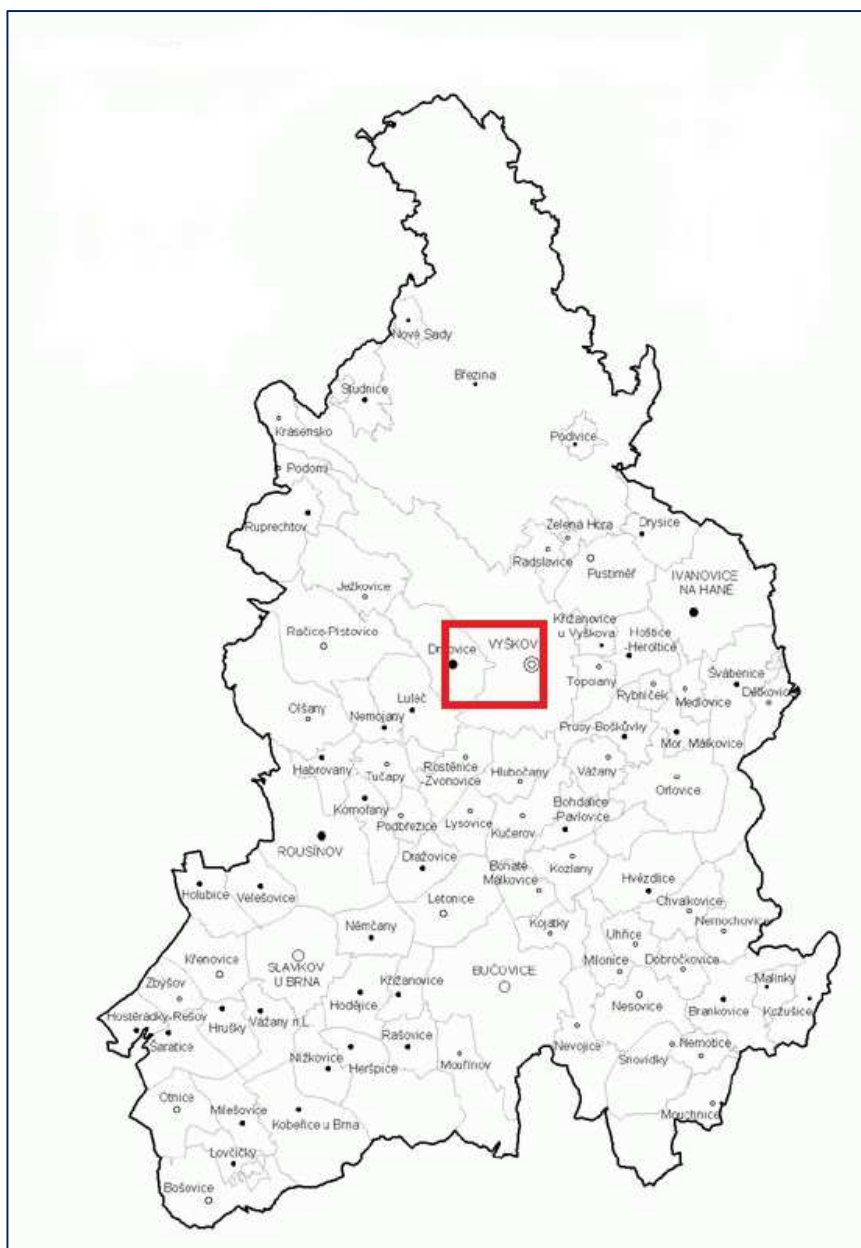 Nové Sady
Březina
Studnice
Krásensko
Podivice
Podomí
Ruprechtov
Zelená Hora
Drysice
Radslavice
Pustiměř
IVANOVICE
NA HANÉ
Ježkovice
Křižanovice
u Vyškova
Hoštice
-Heroltice
Račice-Pístovice
Drnovice
VYŠKOV
Topolany
Švábenice
Rybníček
Medlovice
Dětkovice
Luleč
Olšany
Nemojany
Prusy-Boškůvky
Mor. Málkovice
Habrovany
Tučapy
Rostěnice-
Zvonovice
Hlubočany
Vážany
Orlovice
Komořany
Podbřežice
Lysovice
Kučerov
Bohdalice
-Pavlovice
ROUSÍNOV
Dražovice
Bohaté
Málkovice
Kozlany
Holubice
Velešovice
Letonice
Hvězdlice
Chvalkovice
Nemochovice
Němčany
Kojátky
Uhřice
Křenovice
SLAVKOV
U BRNA
BUČOVICE
Milonice
Dobročkovice
Malínky
Zbýšov
Hodějice
Křižanovice
Nesovice
Brankovice
Kožušice
Hostěrádky-Rešov
Hrušky
Vážany n.L.
Šaratice
Nížkovice
Heršpice
Rašovice
Mouřínov
Nevojice
Snovídky
Nemotice
Otnice
Milešovice
Kobeřice u Brna
Mouchnice
Lovčičky
Bošovice